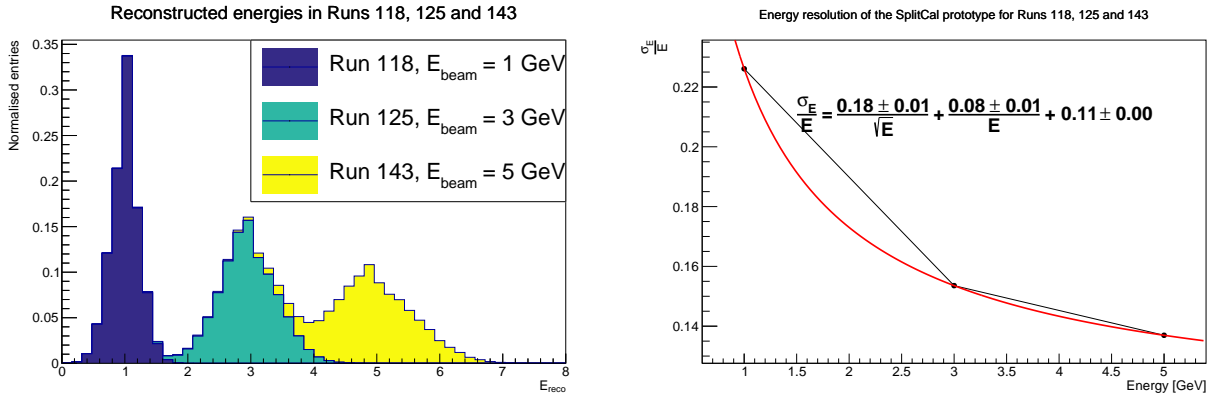 Reconstructed energies in Runs 118, 125 and 143
Normalised entries
0.35
0.3
0.25
0.2
0.15
0.1
0.05
0
Run 118, E_beam = 1 GeV
Run 125, E_beam = 3 GeV
Run 143, E_beam = 5 GeV
0 1 2 3 4 5 6 7 8
E_reco
Energy resolution of the SplitCal prototype for Runs 118, 125 and 143
σ_E/E
0.22
0.2
0.18
0.16
0.14
σ_E/E = 0.18 ± 0.01/√E + 0.08 ± 0.01/E + 0.11 ± 0.00
1 1.5 2 2.5 3 3.5 4 4.5 5
Energy [GeV]